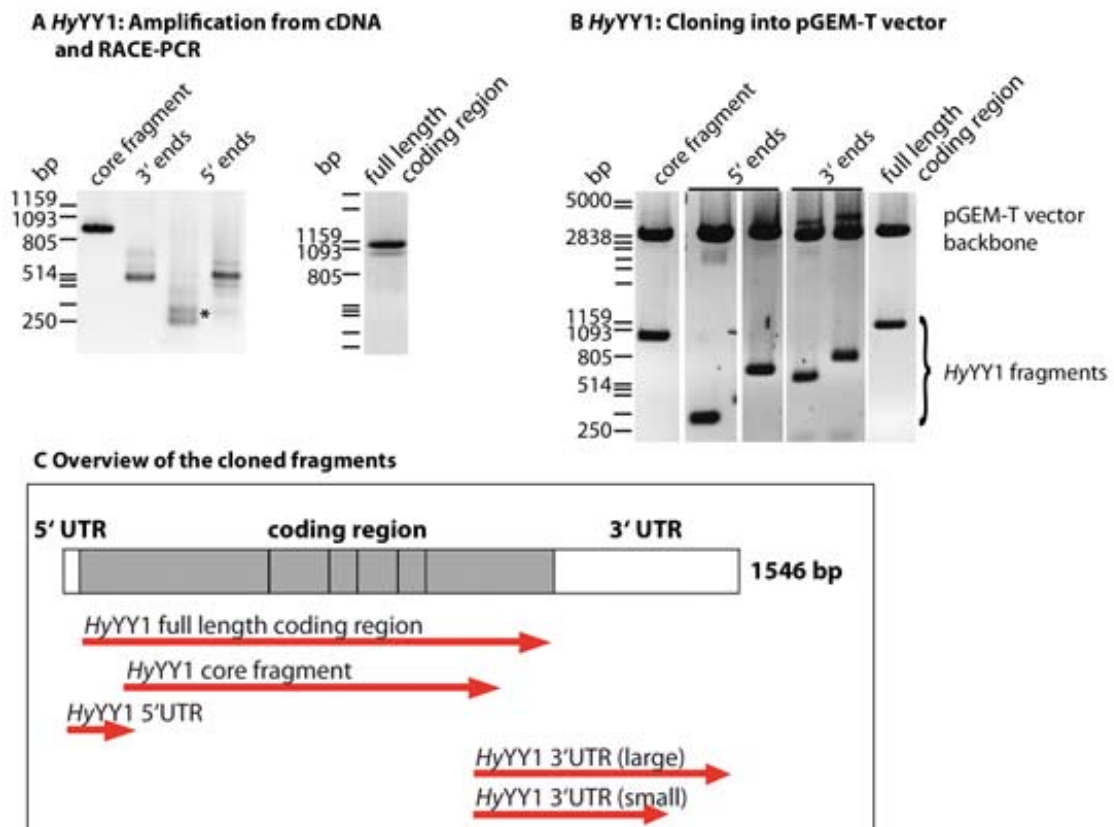 A HyYY1: Amplification from cDNA
and RACE-PCR
bp
core fragment
3‘ ends
5‘ ends
1159
1093
805
514
250
*
bp
full length
coding region
1159
1093
805
B HyYY1: Cloning into pGEM-T vector
bp
core fragment
5‘ ends
3‘ ends
full length
coding region
5000
2838
1159
1093
805
514
250
pGEM-T vector
backbone
HyYY1 fragments
C Overview of the cloned fragments
5‘ UTR
coding region
3‘ UTR
1546 bp
HyYY1 full length coding region
HyYY1 core fragment
HyYY1 5‘UTR
HyYY1 3‘UTR (large)
HyYY1 3‘UTR (small)